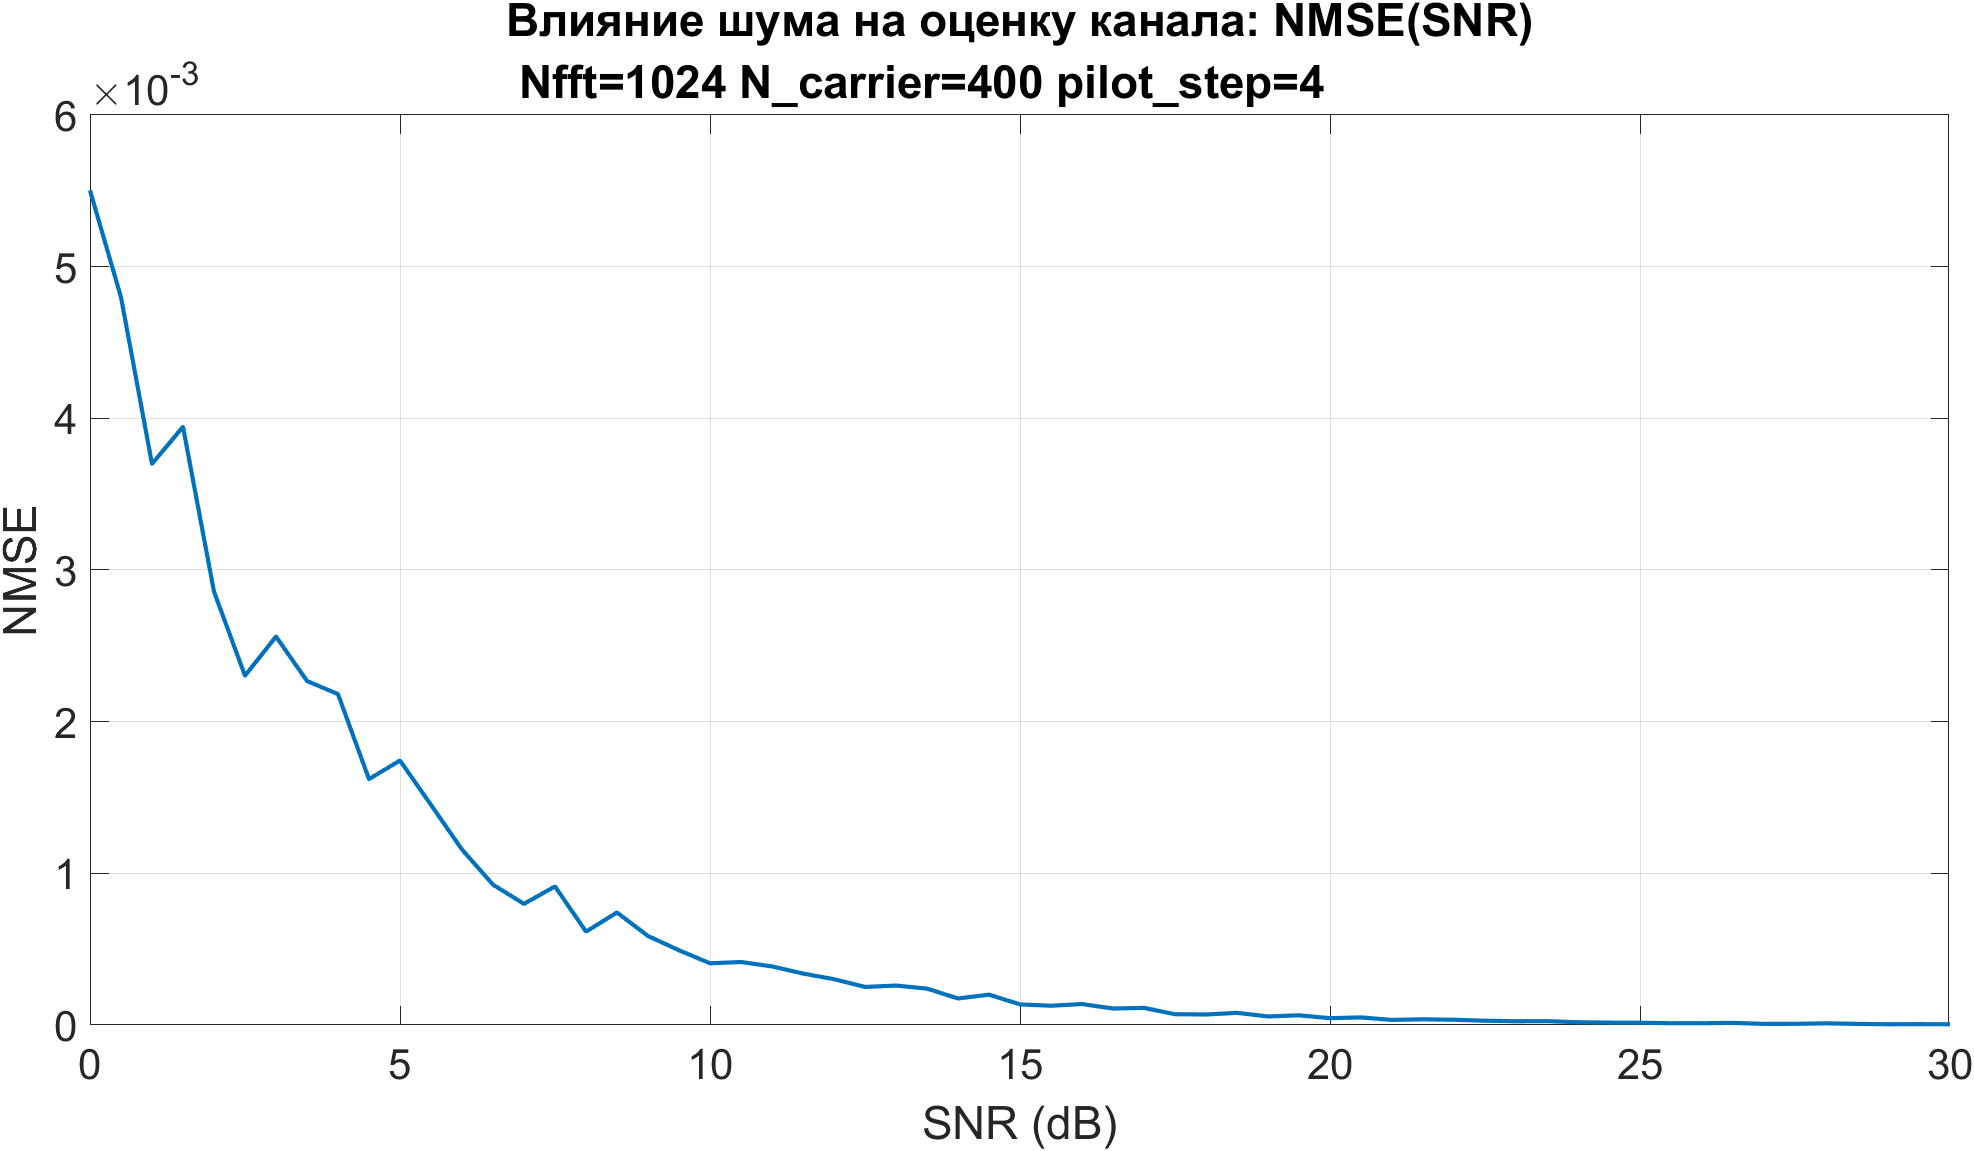 Влияние шума на оценку канала: NMSE(SNR)
Nfft=1024 N_carrier=400 pilot_step=4
×10⁻³
6
5
4
3
2
1
0
NMSE
0 5 10 15 20 25 30
SNR (dB)